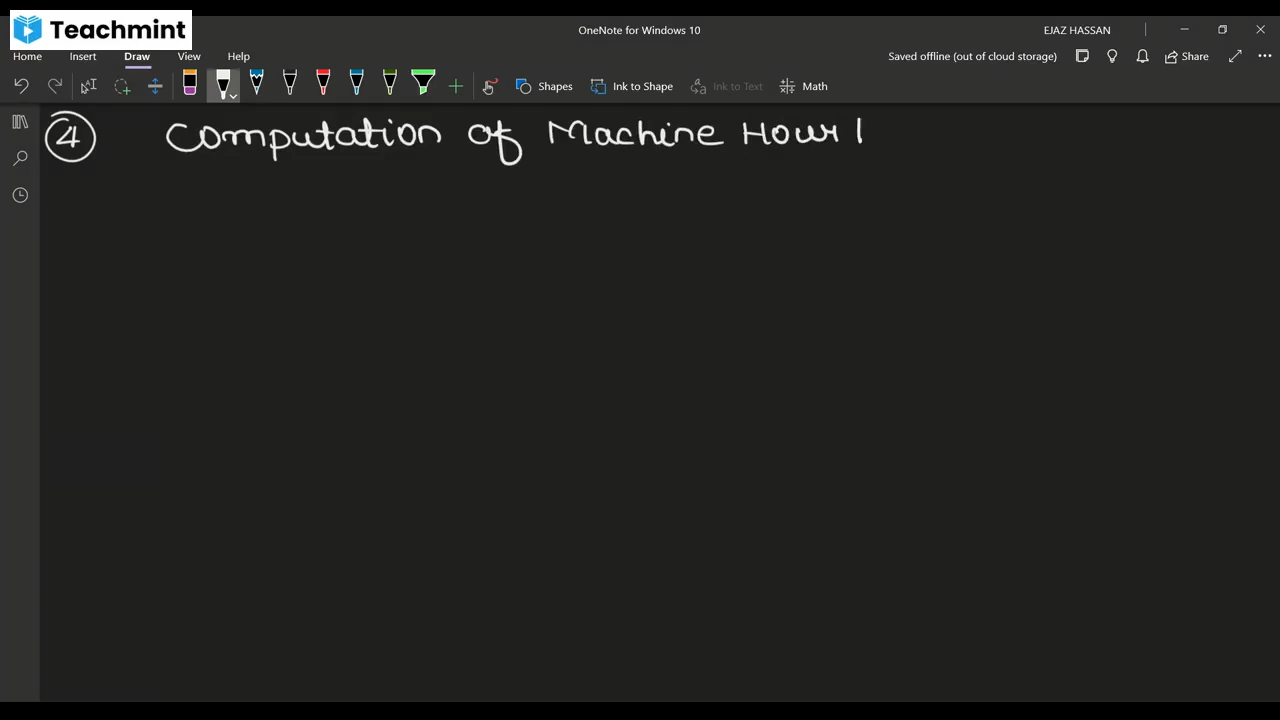 Teachmint
OneNote for Windows 10
EJAZ HASSAN
Home Insert Draw View Help
Saved offline (out of cloud storage)
Share
Shapes
Ink to Shape
Ink to Text
Math
4 Computation of Machine Hour